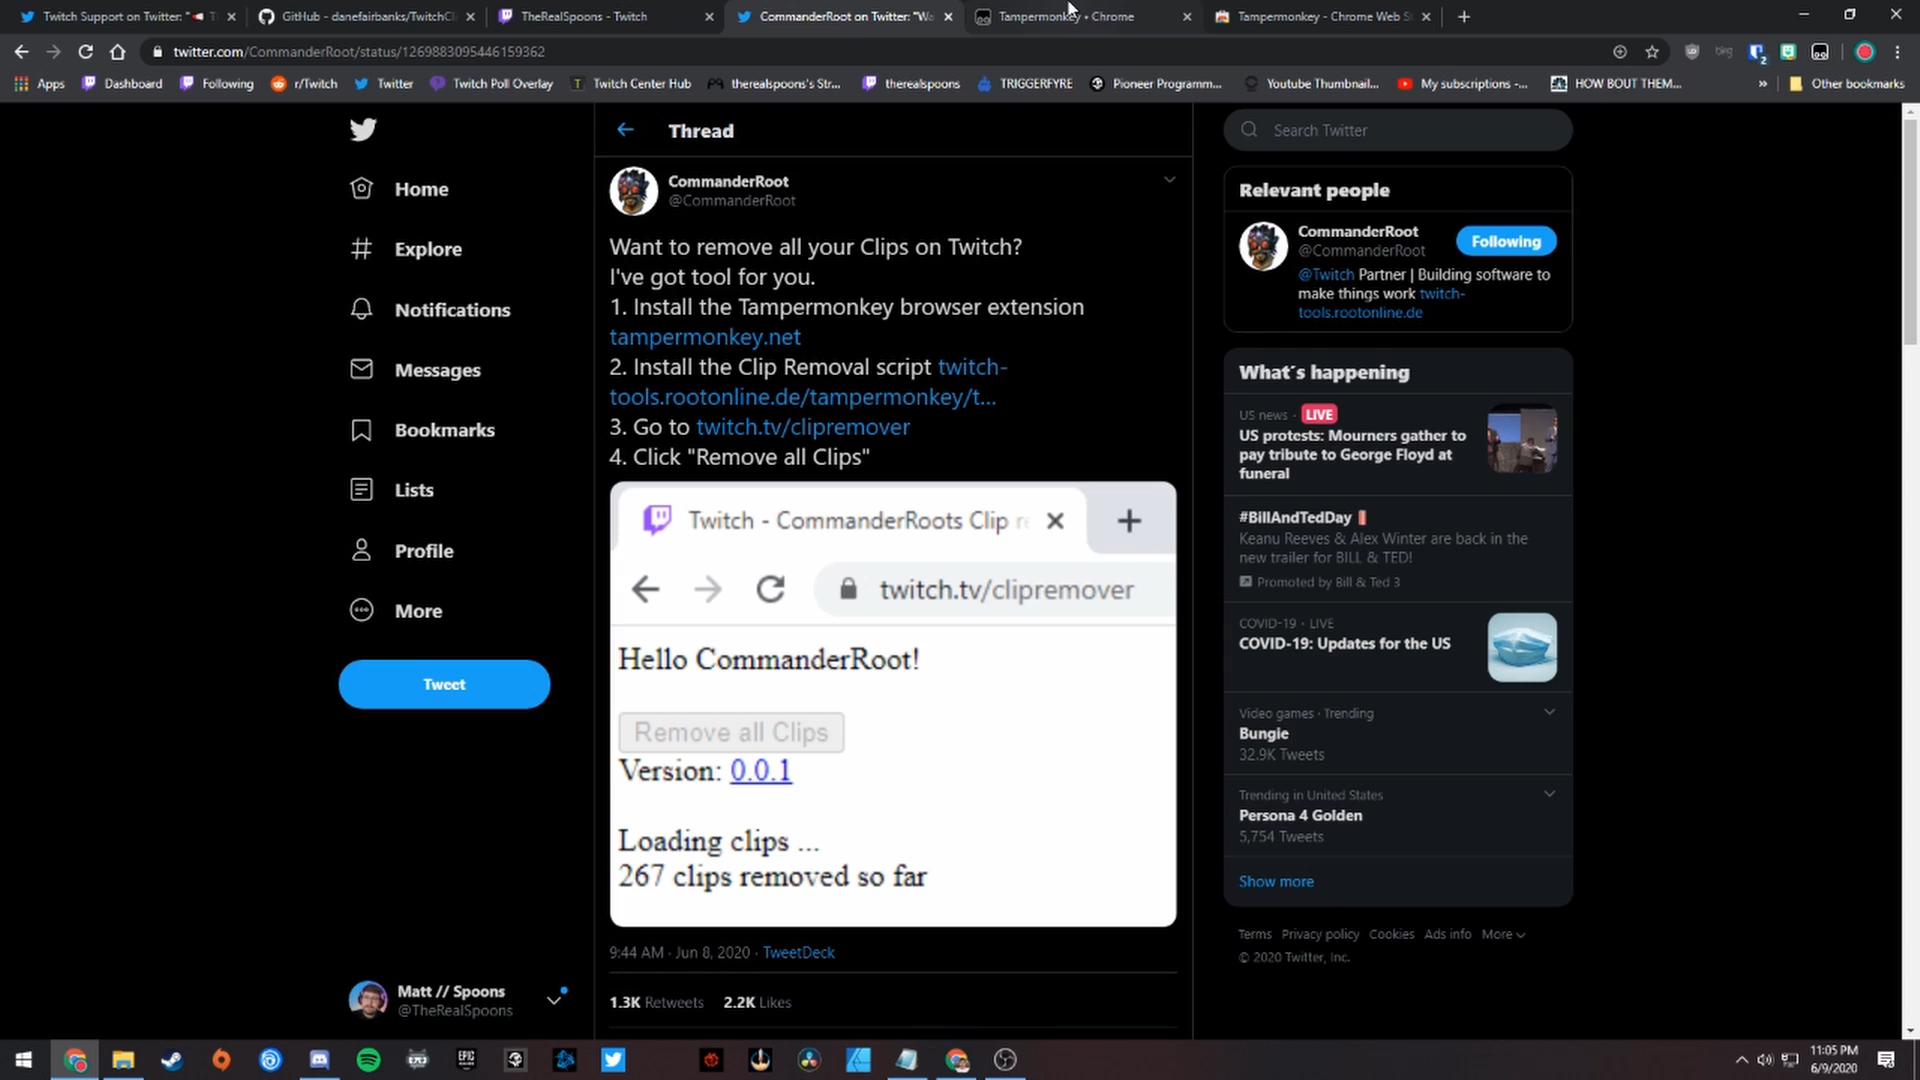 Twitch Support on Twitter: "
GitHub - danefairbanks/TwitchCli
TheRealSpoons - Twitch
CommanderRoot on Twitter: "Wa
Tampermonkey • Chrome
Tampermonkey - Chrome Web S
twitter.com/CommanderRoot/status/1269883095446159362
Apps
Dashboard
Following
r/Twitch
Twitter
Twitch Poll Overlay
Twitch Center Hub
therealspoons's Str...
therealspoons
TRIGGERFYRE
Pioneer Programm...
Youtube Thumbnail...
My subscriptions -...
HOW BOUT THEM...
»
Other bookmarks
Home
Explore
Notifications
Messages
Bookmarks
Lists
Profile
More
Tweet
Matt // Spoons
@TheRealSpoons
Thread
CommanderRoot
@CommanderRoot
Want to remove all your Clips on Twitch?
I've got tool for you.
1. Install the Tampermonkey browser extension
tampermonkey.net
2. Install the Clip Removal script twitch-
tools.rootonline.de/tampermonkey/t...
3. Go to twitch.tv/clipremover
4. Click "Remove all Clips"
Twitch - CommanderRoots Clip re
twitch.tv/clipremover
Hello CommanderRoot!
Remove all Clips
Version: 0.0.1
Loading clips ...
267 clips removed so far
9:44 AM · Jun 8, 2020 · TweetDeck
1.3K Retweets 2.2K Likes
Search Twitter
Relevant people
CommanderRoot
@CommanderRoot
Following
@Twitch Partner | Building software to
make things work twitch-
tools.rootonline.de
What's happening
US news · LIVE
US protests: Mourners gather to
pay tribute to George Floyd at
funeral
#BillAndTedDay
Keanu Reeves & Alex Winter are back in the
new trailer for BILL & TED!
Promoted by Bill & Ted 3
COVID-19 · LIVE
COVID-19: Updates for the US
Video games · Trending
Bungie
32.9K Tweets
Trending in United States
Persona 4 Golden
5,754 Tweets
Show more
Terms Privacy policy Cookies Ads info More
© 2020 Twitter, Inc.
EPIC
GAMES
11:05 PM
6/9/2020